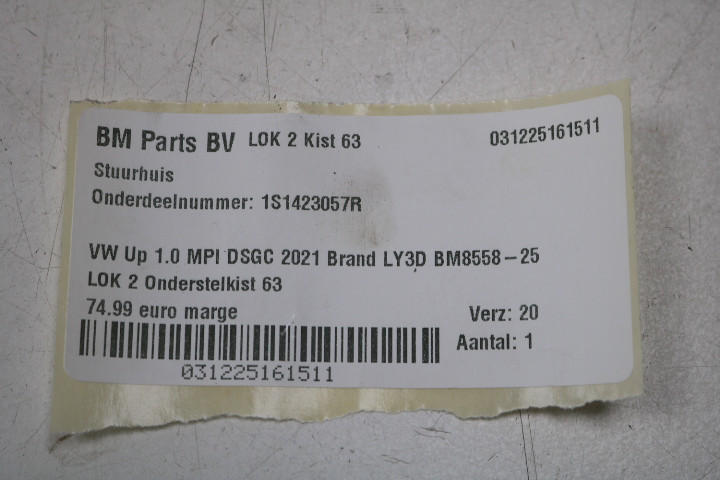 BM Parts BV LOK 2 Kist 63 031225161511
Stuurhuis
Onderdeelnummer: 1S1423057R
VW Up 1.0 MPI DSGC 2021 Brand LY3D BM8558-25
LOK 2 Onderstelkist 63
74.99 euro marge Verz: 20
Aantal: 1
031225161511